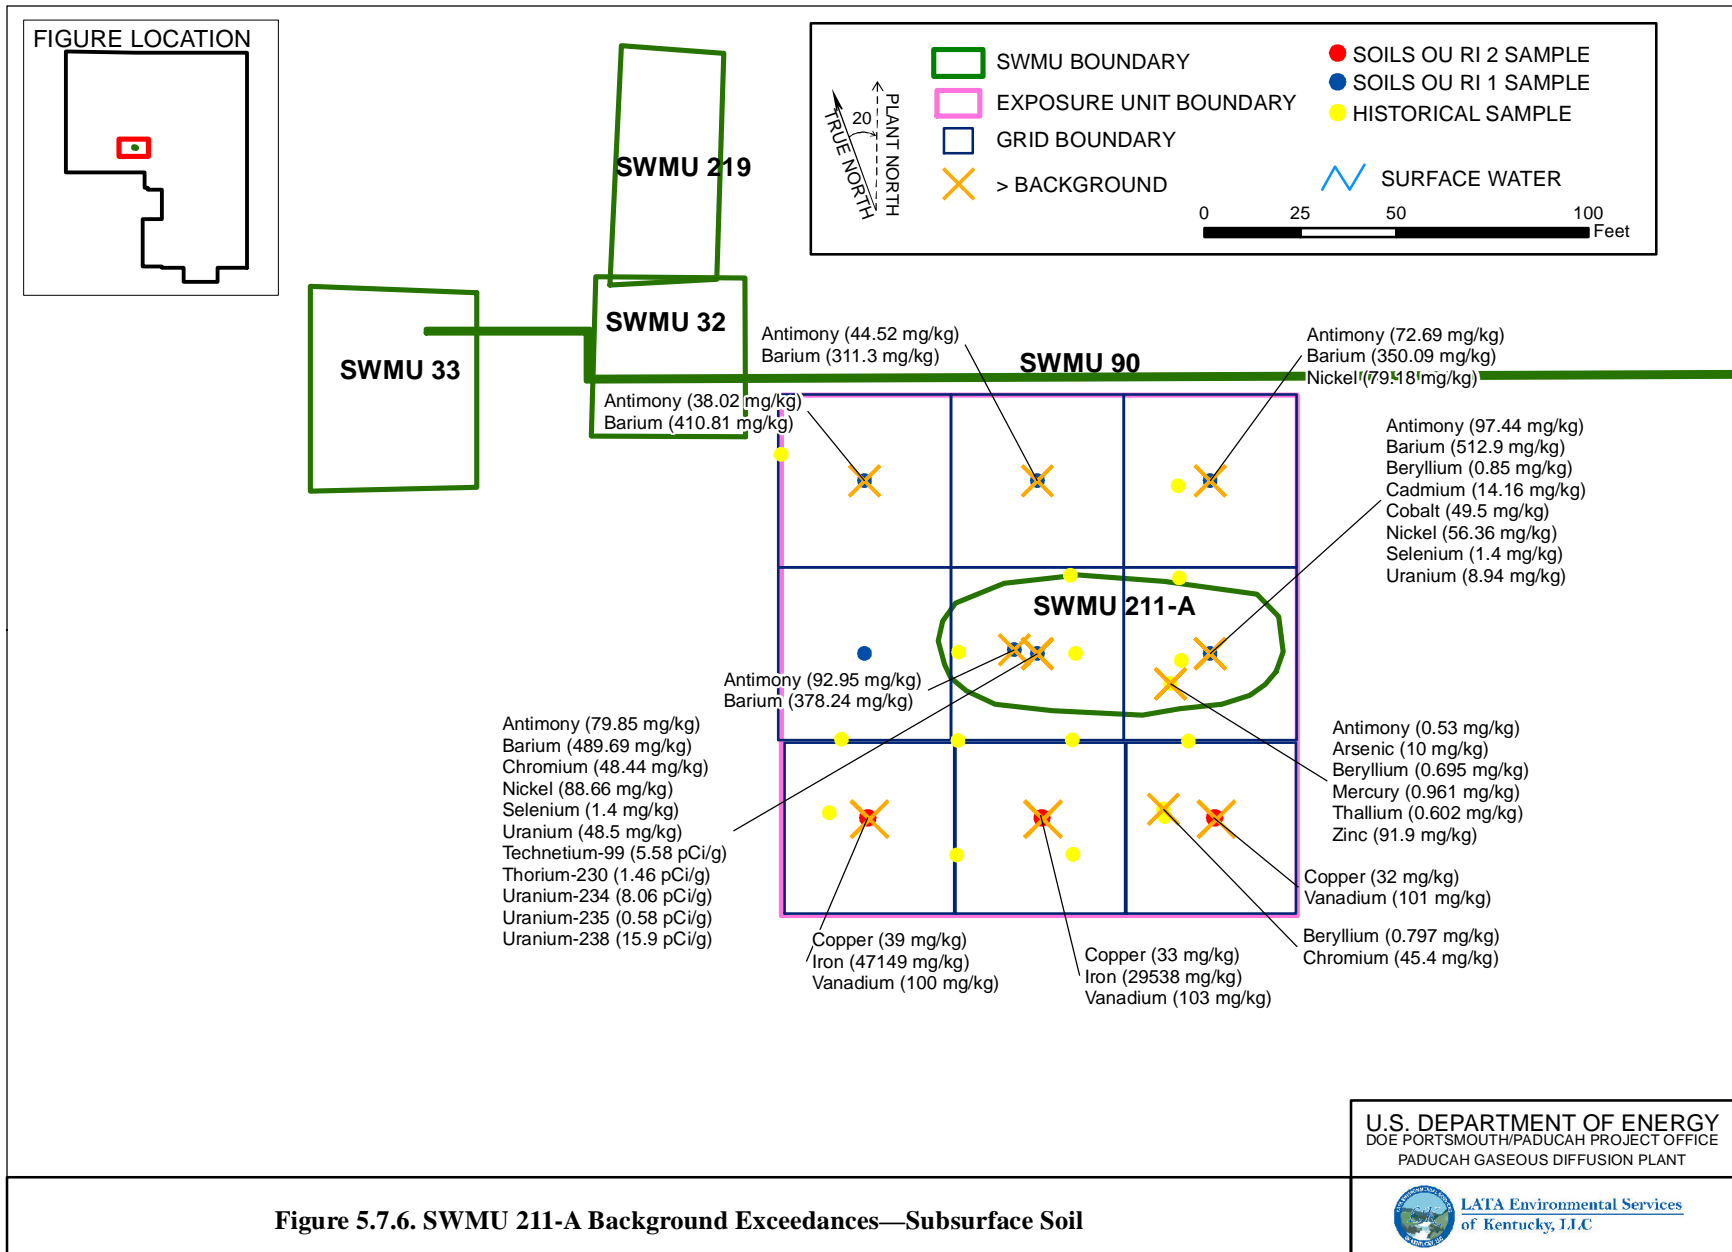 FIGURE LOCATION
SWMU BOUNDARY
EXPOSURE UNIT BOUNDARY
GRID BOUNDARY
> BACKGROUND
SOILS OU RI 2 SAMPLE
SOILS OU RI 1 SAMPLE
HISTORICAL SAMPLE
SURFACE WATER
TRUE NORTH
20
PLANT NORTH
0 25 50 100
Feet
SWMU 219
SWMU 32
SWMU 33
SWMU 90
SWMU 211-A
Antimony (44.52 mg/kg)
Barium (311.3 mg/kg)
Antimony (72.69 mg/kg)
Barium (350.09 mg/kg)
Nickel (79.18 mg/kg)
Antimony (38.02 mg/kg)
Barium (410.81 mg/kg)
Antimony (97.44 mg/kg)
Barium (512.9 mg/kg)
Beryllium (0.85 mg/kg)
Cadmium (14.16 mg/kg)
Cobalt (49.5 mg/kg)
Nickel (56.36 mg/kg)
Selenium (1.4 mg/kg)
Uranium (8.94 mg/kg)
Antimony (92.95 mg/kg)
Barium (378.24 mg/kg)
Antimony (79.85 mg/kg)
Barium (489.69 mg/kg)
Chromium (48.44 mg/kg)
Nickel (88.66 mg/kg)
Selenium (1.4 mg/kg)
Uranium (48.5 mg/kg)
Technetium-99 (5.58 pCi/g)
Thorium-230 (1.46 pCi/g)
Uranium-234 (8.06 pCi/g)
Uranium-235 (0.58 pCi/g)
Uranium-238 (15.9 pCi/g)
Antimony (0.53 mg/kg)
Arsenic (10 mg/kg)
Beryllium (0.695 mg/kg)
Mercury (0.961 mg/kg)
Thallium (0.602 mg/kg)
Zinc (91.9 mg/kg)
Copper (32 mg/kg)
Vanadium (101 mg/kg)
Beryllium (0.797 mg/kg)
Chromium (45.4 mg/kg)
Copper (39 mg/kg)
Iron (47149 mg/kg)
Vanadium (100 mg/kg)
Copper (33 mg/kg)
Iron (29538 mg/kg)
Vanadium (103 mg/kg)
U.S. DEPARTMENT OF ENERGY
DOE PORTSMOUTH/PADUCAH PROJECT OFFICE
PADUCAH GASEOUS DIFFUSION PLANT
Figure 5.7.6. SWMU 211-A Background Exceedances—Subsurface Soil
LATA Environmental Services
of Kentucky, LLC